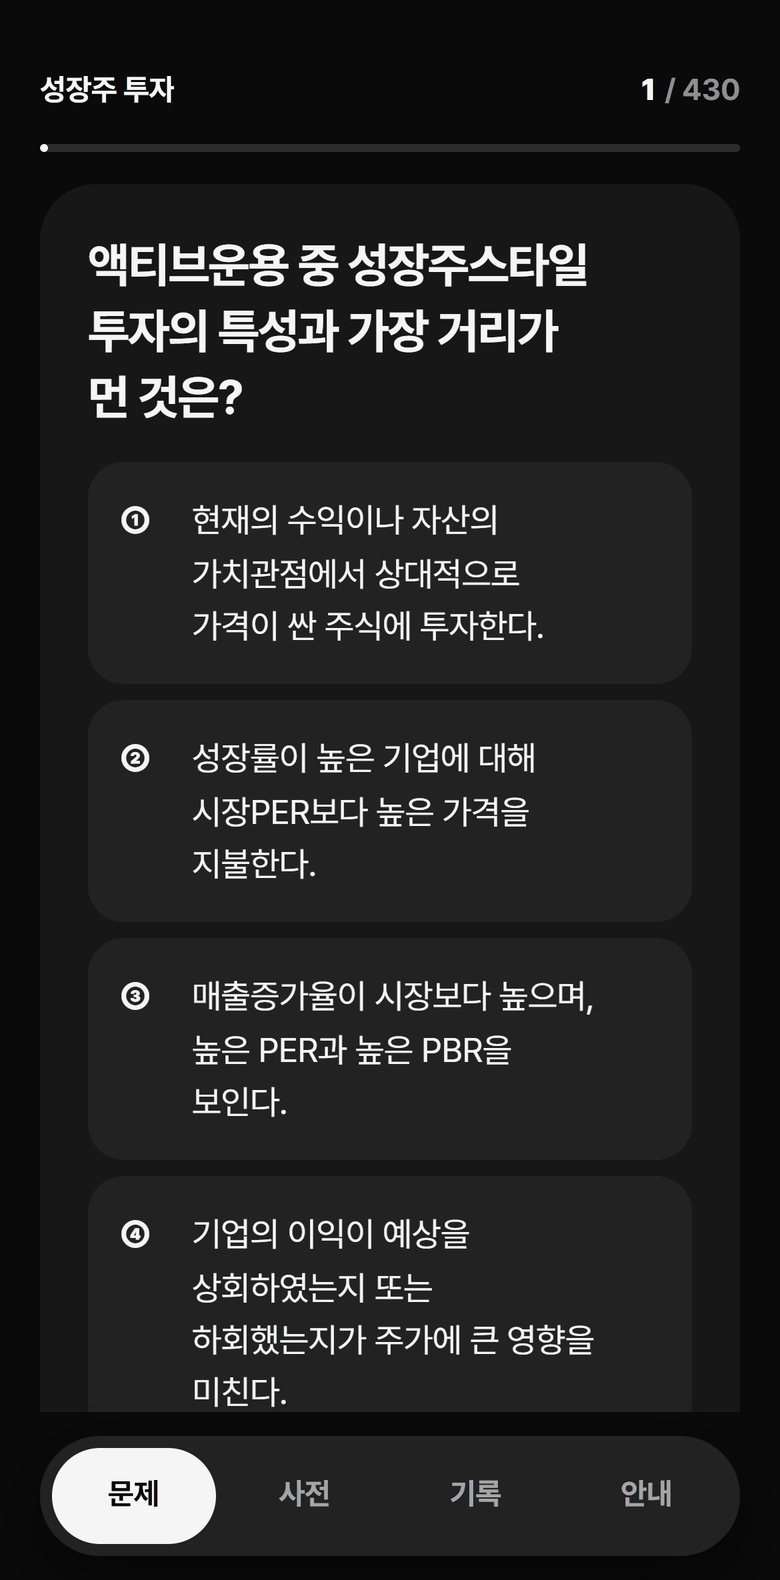 성장주 투자
1 / 430
액티브운용 중 성장주스타일
투자의 특성과 가장 거리가
먼 것은?
① 현재의 수익이나 자산의
가치관점에서 상대적으로
가격이 싼 주식에 투자한다.
② 성장률이 높은 기업에 대해
시장PER보다 높은 가격을
지불한다.
③ 매출증가율이 시장보다 높으며,
높은 PER과 높은 PBR을
보인다.
④ 기업의 이익이 예상을
상회하였는지 또는
하회했는지가 주가에 큰 영향을
미친다.
문제 사전 기록 안내